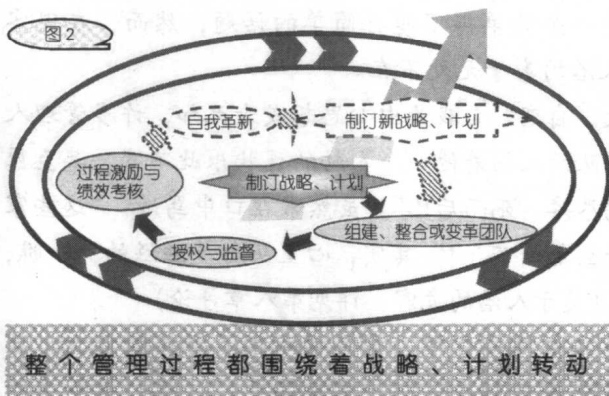 图2
自我革新
制订新战略、计划
过程激励与
绩效考核
制订战略、计划
组建、整合或变革团队
授权与监督
整个管理过程都围绕着战略、计划转动